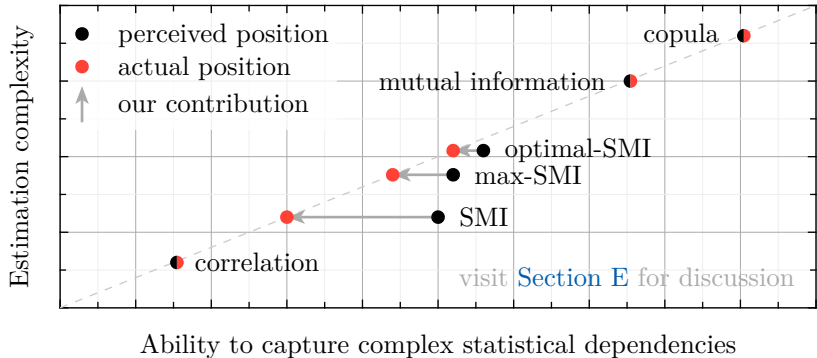 Estimation complexity
perceived position
actual position
our contribution
copula
mutual information
optimal-SMI
max-SMI
SMI
correlation
visit Section E for discussion
Ability to capture complex statistical dependencies